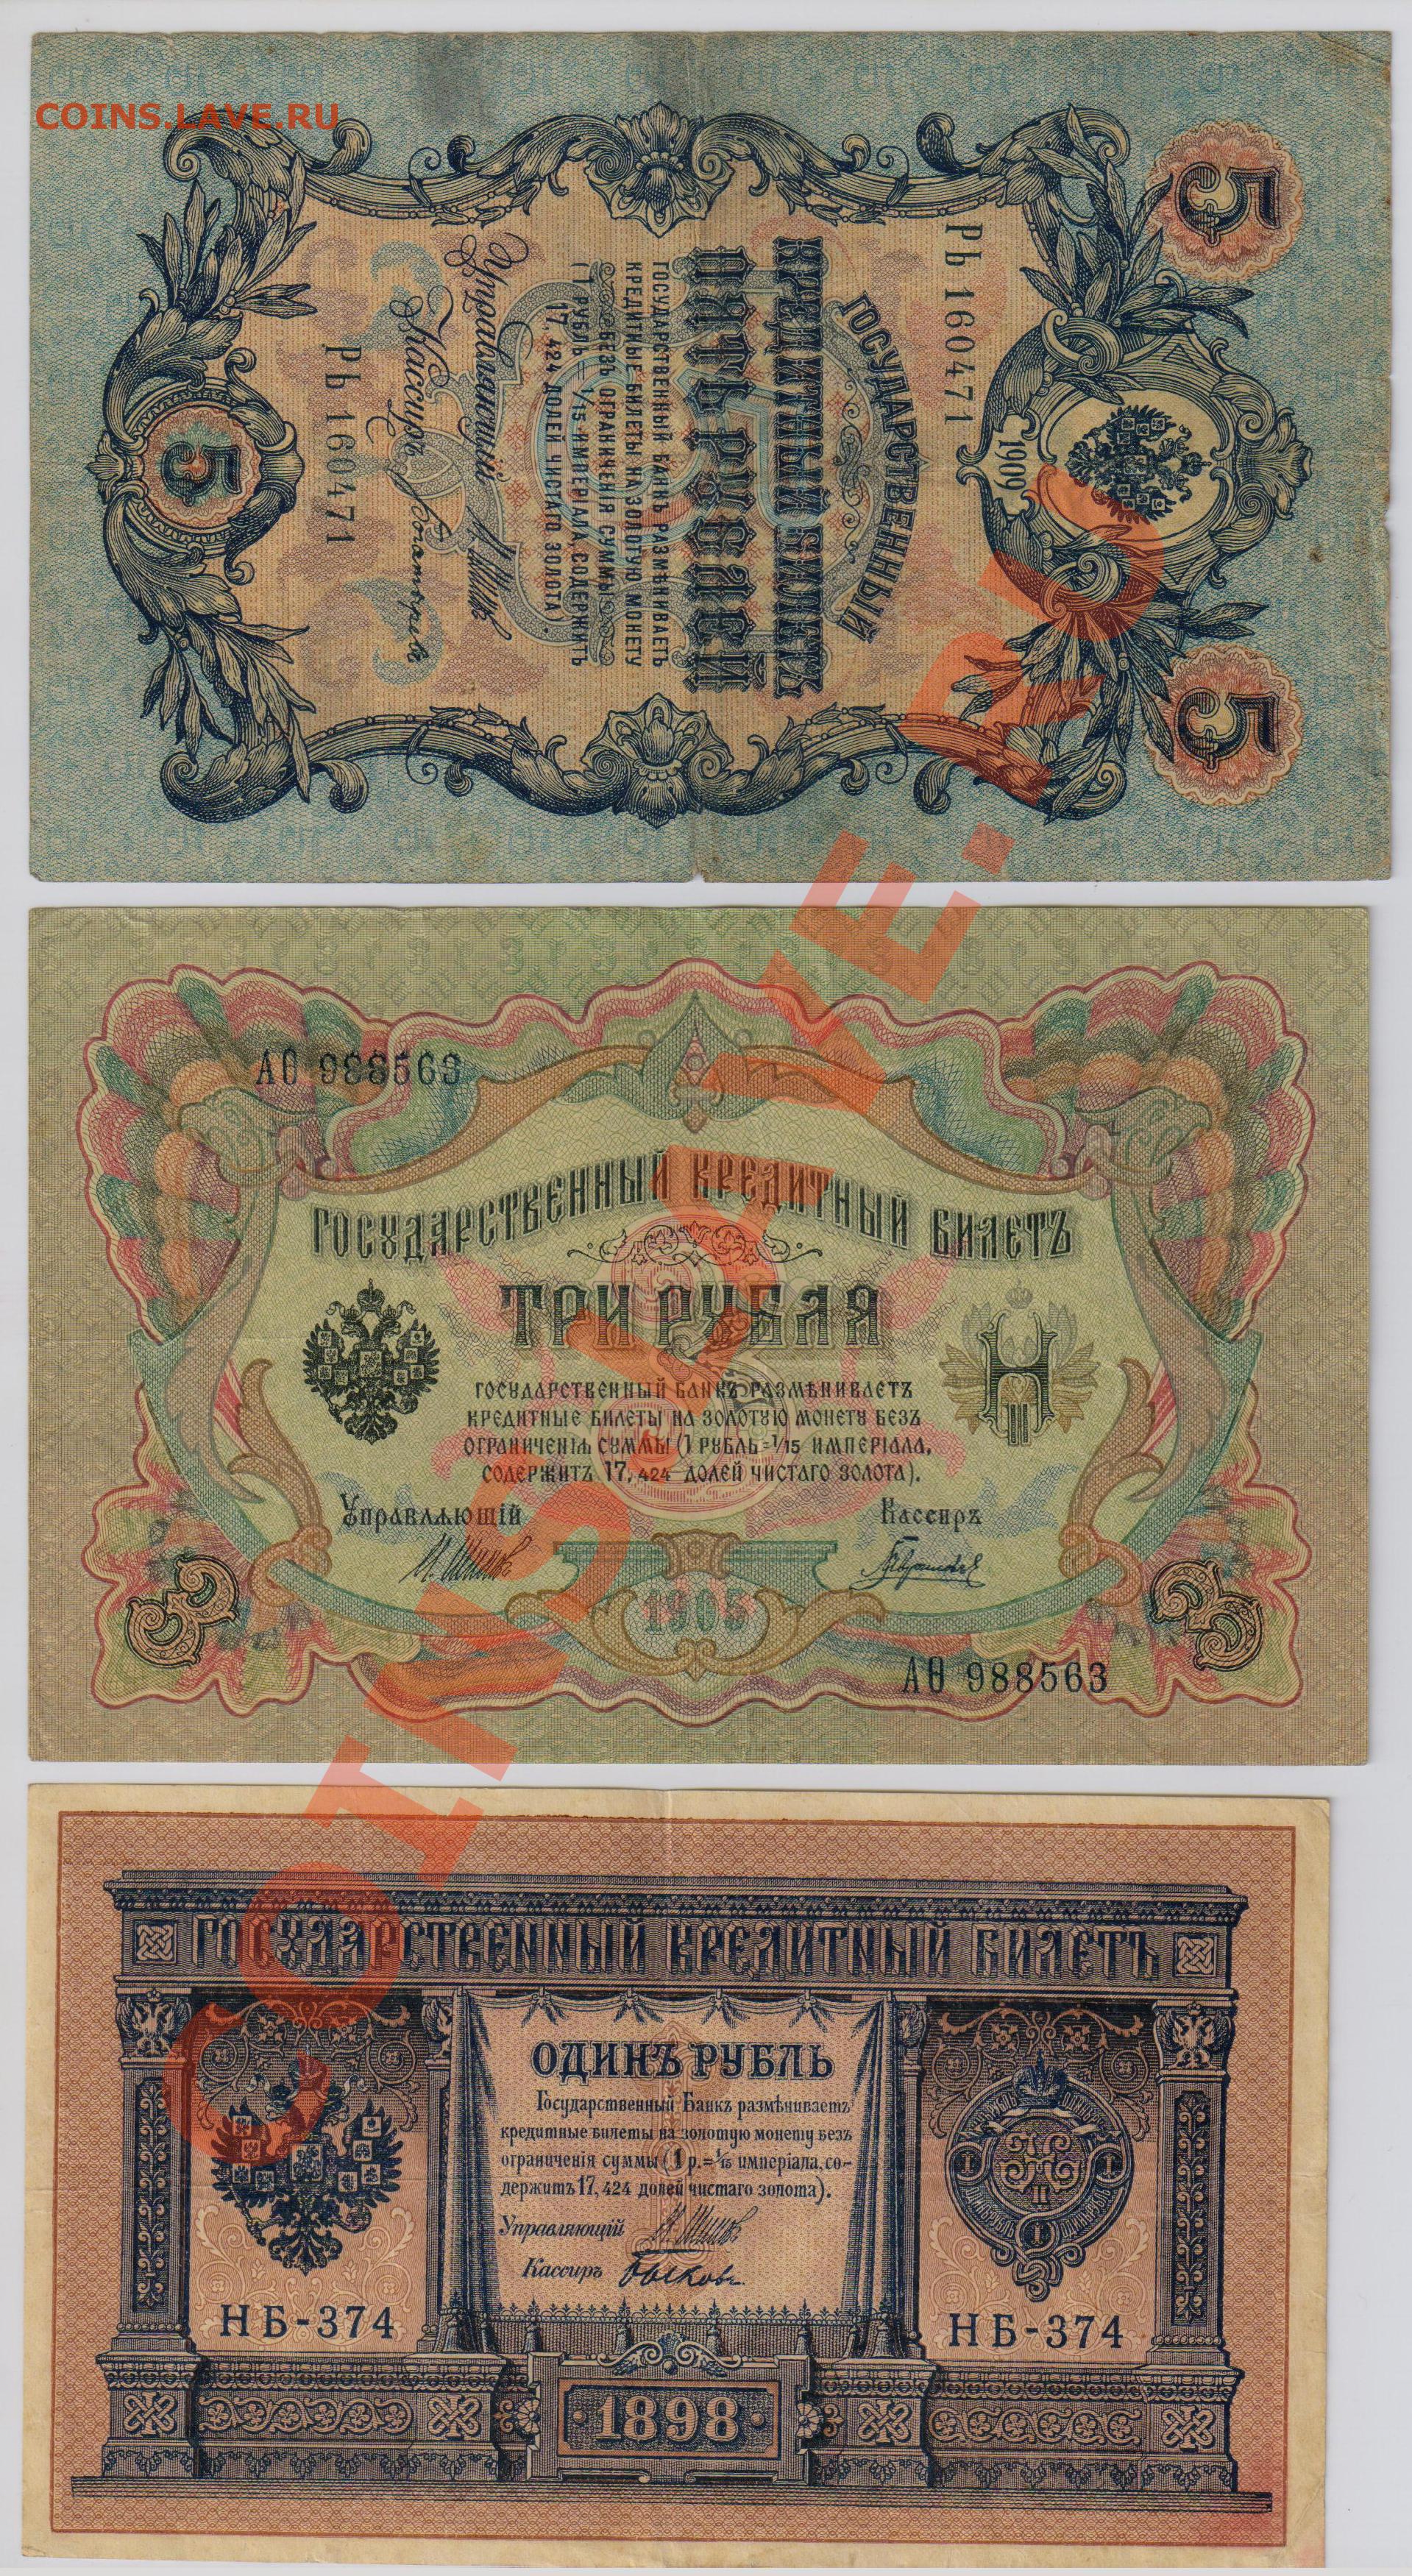 COINS.LAVE.RU
5
5
РЬ 160471
1909
ГОСУДАРСТВЕННЫЙ
КРЕДИТНЫЙ БИЛЕТЪ
ПЯТЬ РУБЛЕЙ
ГОСУДАРСТВЕННЫЙ БАНКЪ РАЗМѢНИВАЕТЪ
КРЕДИТНЫЕ БИЛЕТЫ НА ЗОЛОТУЮ МОНЕТУ
БЕЗЪ ОГРАНИЧЕНІЯ СУММЫ
(1 РУБЛЬ = 1/15 ИМПЕРІАЛА, СОДЕРЖИТЪ
17,424 ДОЛЕЙ ЧИСТАГО ЗОЛОТА).
Управляющій
Кассиръ
РЬ 160471
5
АѲ 988563
ГОСУДАРСТВЕННЫЙ КРЕДИТНЫЙ БИЛЕТЪ
ТРИ РУБЛЯ
ГОСУДАРСТВЕННЫЙ БАНКЪ РАЗМѢНИВАЕТЪ
КРЕДИТНЫЕ БИЛЕТЫ НА ЗОЛОТУЮ МОНЕТУ БЕЗЪ
ОГРАНИЧЕНІЯ СУММЫ (1 РУБЛЬ = 1/15 ИМПЕРІАЛА,
СОДЕРЖИТЪ 17,424 ДОЛЕЙ ЧИСТАГО ЗОЛОТА).
Управляющій Кассиръ
3 1905 3
АѲ 988563
ГОСУДАРСТВЕННЫЙ КРЕДИТНЫЙ БИЛЕТЪ
ОДИНЪ РУБЛЬ
Государственный Банкъ размѣниваетъ
кредитные билеты на золотую монету безъ
ограниченія суммы (1 р. = 1/15 имперіала, со-
держитъ 17,424 долей чистаго золота).
Управляющій И. Шиповъ
Кассиръ Быковъ
НБ-374 НБ-374
1898
COINSLAVE.RU